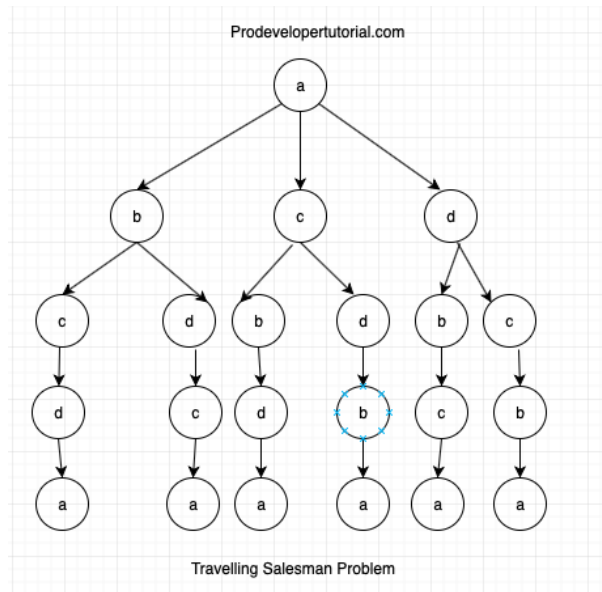 Prodevelopertutorial.com
a
b c d
c d b d b c
d c d b c b
a a a a a a
Travelling Salesman Problem